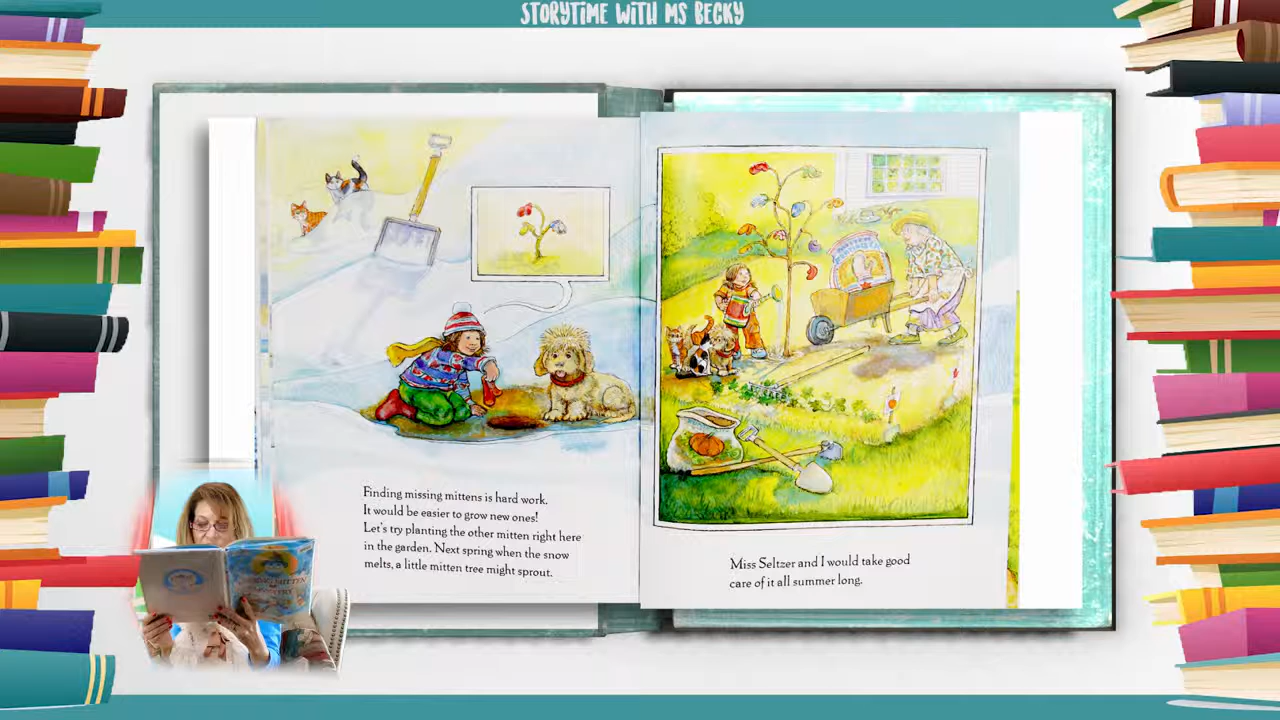 STORYTIME WITH MS BECKY
Finding missing mittens is hard work.
It would be easier to grow new ones!
Let's try planting the other mitten right here
in the garden. Next spring when the snow
melts, a little mitten tree might sprout.
Miss Seltzer and I would take good
care of it all summer long.
MITTEN